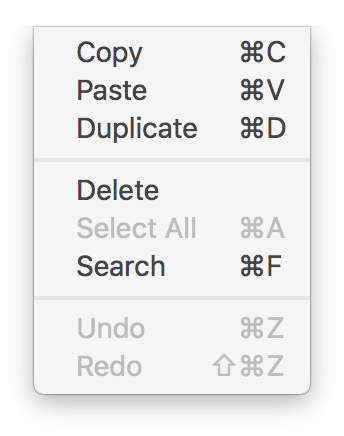 Copy ⌘C
Paste ⌘V
Duplicate ⌘D
Delete
Select All ⌘A
Search ⌘F
Undo ⌘Z
Redo ⇧⌘Z